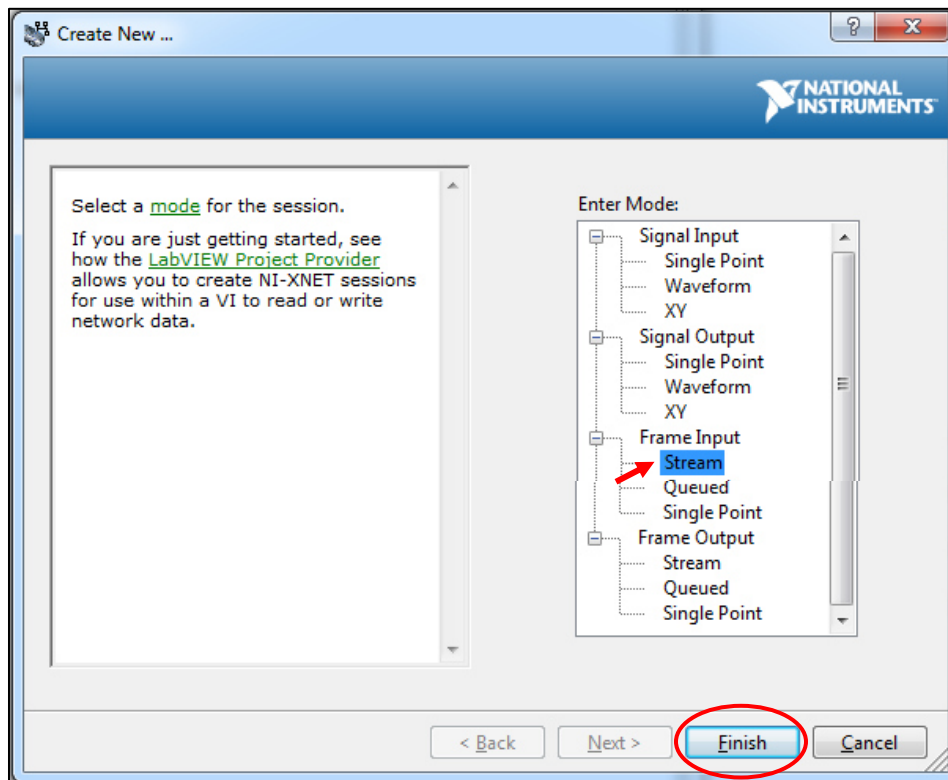 Create New ...
NATIONAL
INSTRUMENTS
Select a mode for the session.
If you are just getting started, see
how the LabVIEW Project Provider
allows you to create NI-XNET sessions
for use within a VI to read or write
network data.
Enter Mode:
Signal Input
Single Point
Waveform
XY
Signal Output
Single Point
Waveform
XY
Frame Input
Stream
Queued
Single Point
Frame Output
Stream
Queued
Single Point
< Back
Next >
Finish
Cancel